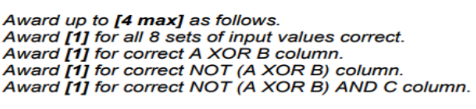 Award up to [4 max] as follows.
Award [1] for all 8 sets of input values correct.
Award [1] for correct A XOR B column.
Award [1] for correct NOT (A XOR B) column.
Award [1] for correct NOT (A XOR B) AND C column.